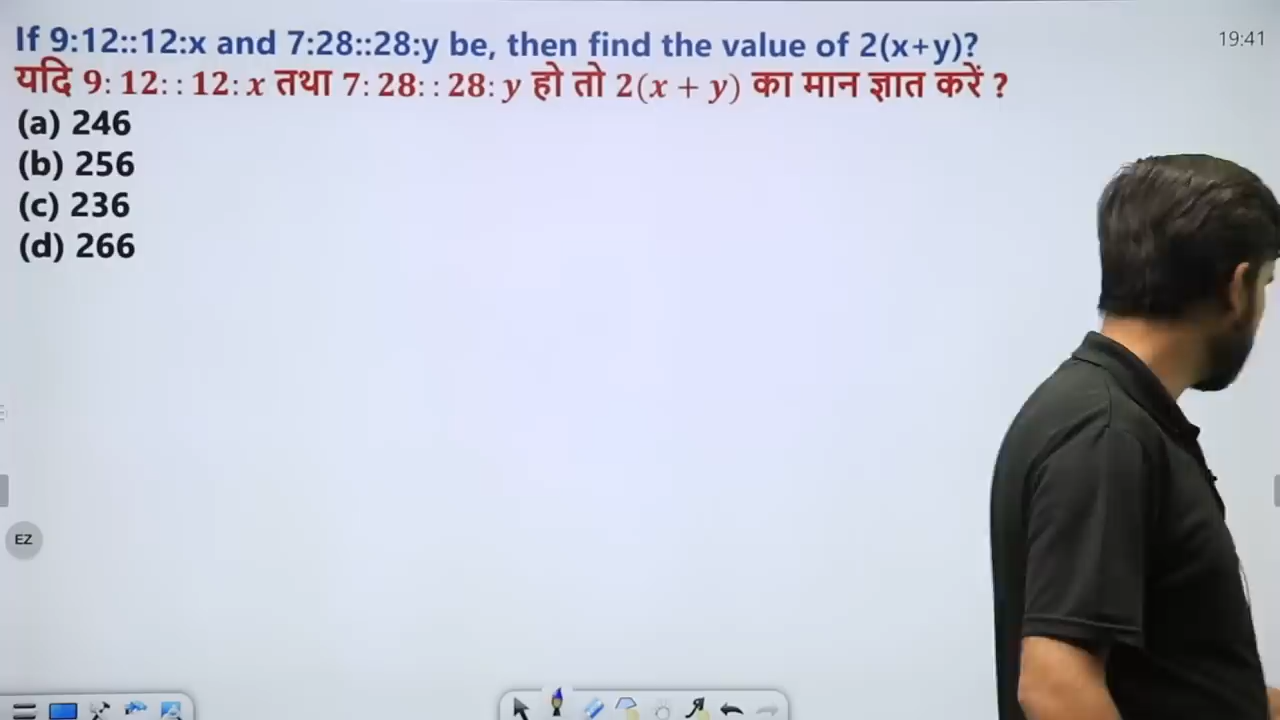 If 9:12::12:x and 7:28::28:y be, then find the value of 2(x+y)?
19:41
यदि 9: 12: : 12: x तथा 7: 28: : 28: y हो तो 2(x + y) का मान ज्ञात करें ?
(a) 246
(b) 256
(c) 236
(d) 266
EZ